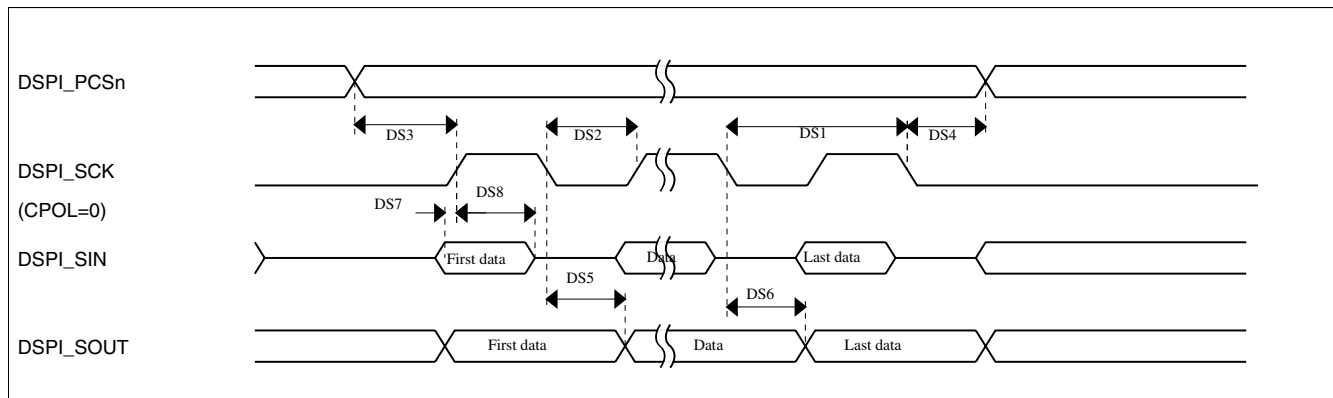 DSPI_PCSn
DS3
DS2
DS1
DS4
DSPI_SCK
(CPOL=0)
DS7
DS8
DSPI_SIN
First data
Data
Last data
DS5
DS6
DSPI_SOUT
First data
Data
Last data